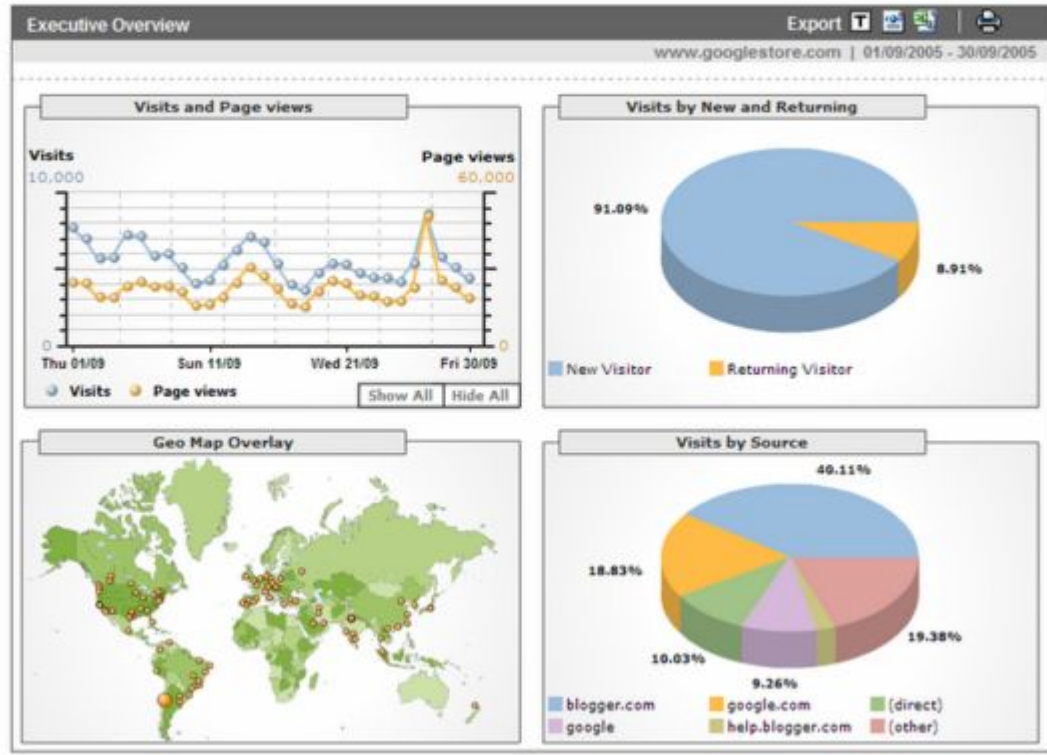 Executive Overview
Export T
www.googlestore.com | 01/09/2005 - 30/09/2005
Visits and Page views
Visits
Page views
10,000
60,000
0
0
Thu 01/09
Sun 11/09
Wed 21/09
Fri 30/09
Visits
Page views
Show All
Hide All
Visits by New and Returning
91.09%
8.91%
New Visitor
Returning Visitor
Geo Map Overlay
Visits by Source
40.11%
18.83%
10.03%
9.26%
19.38%
blogger.com
google.com
(direct)
google
help.blogger.com
(other)